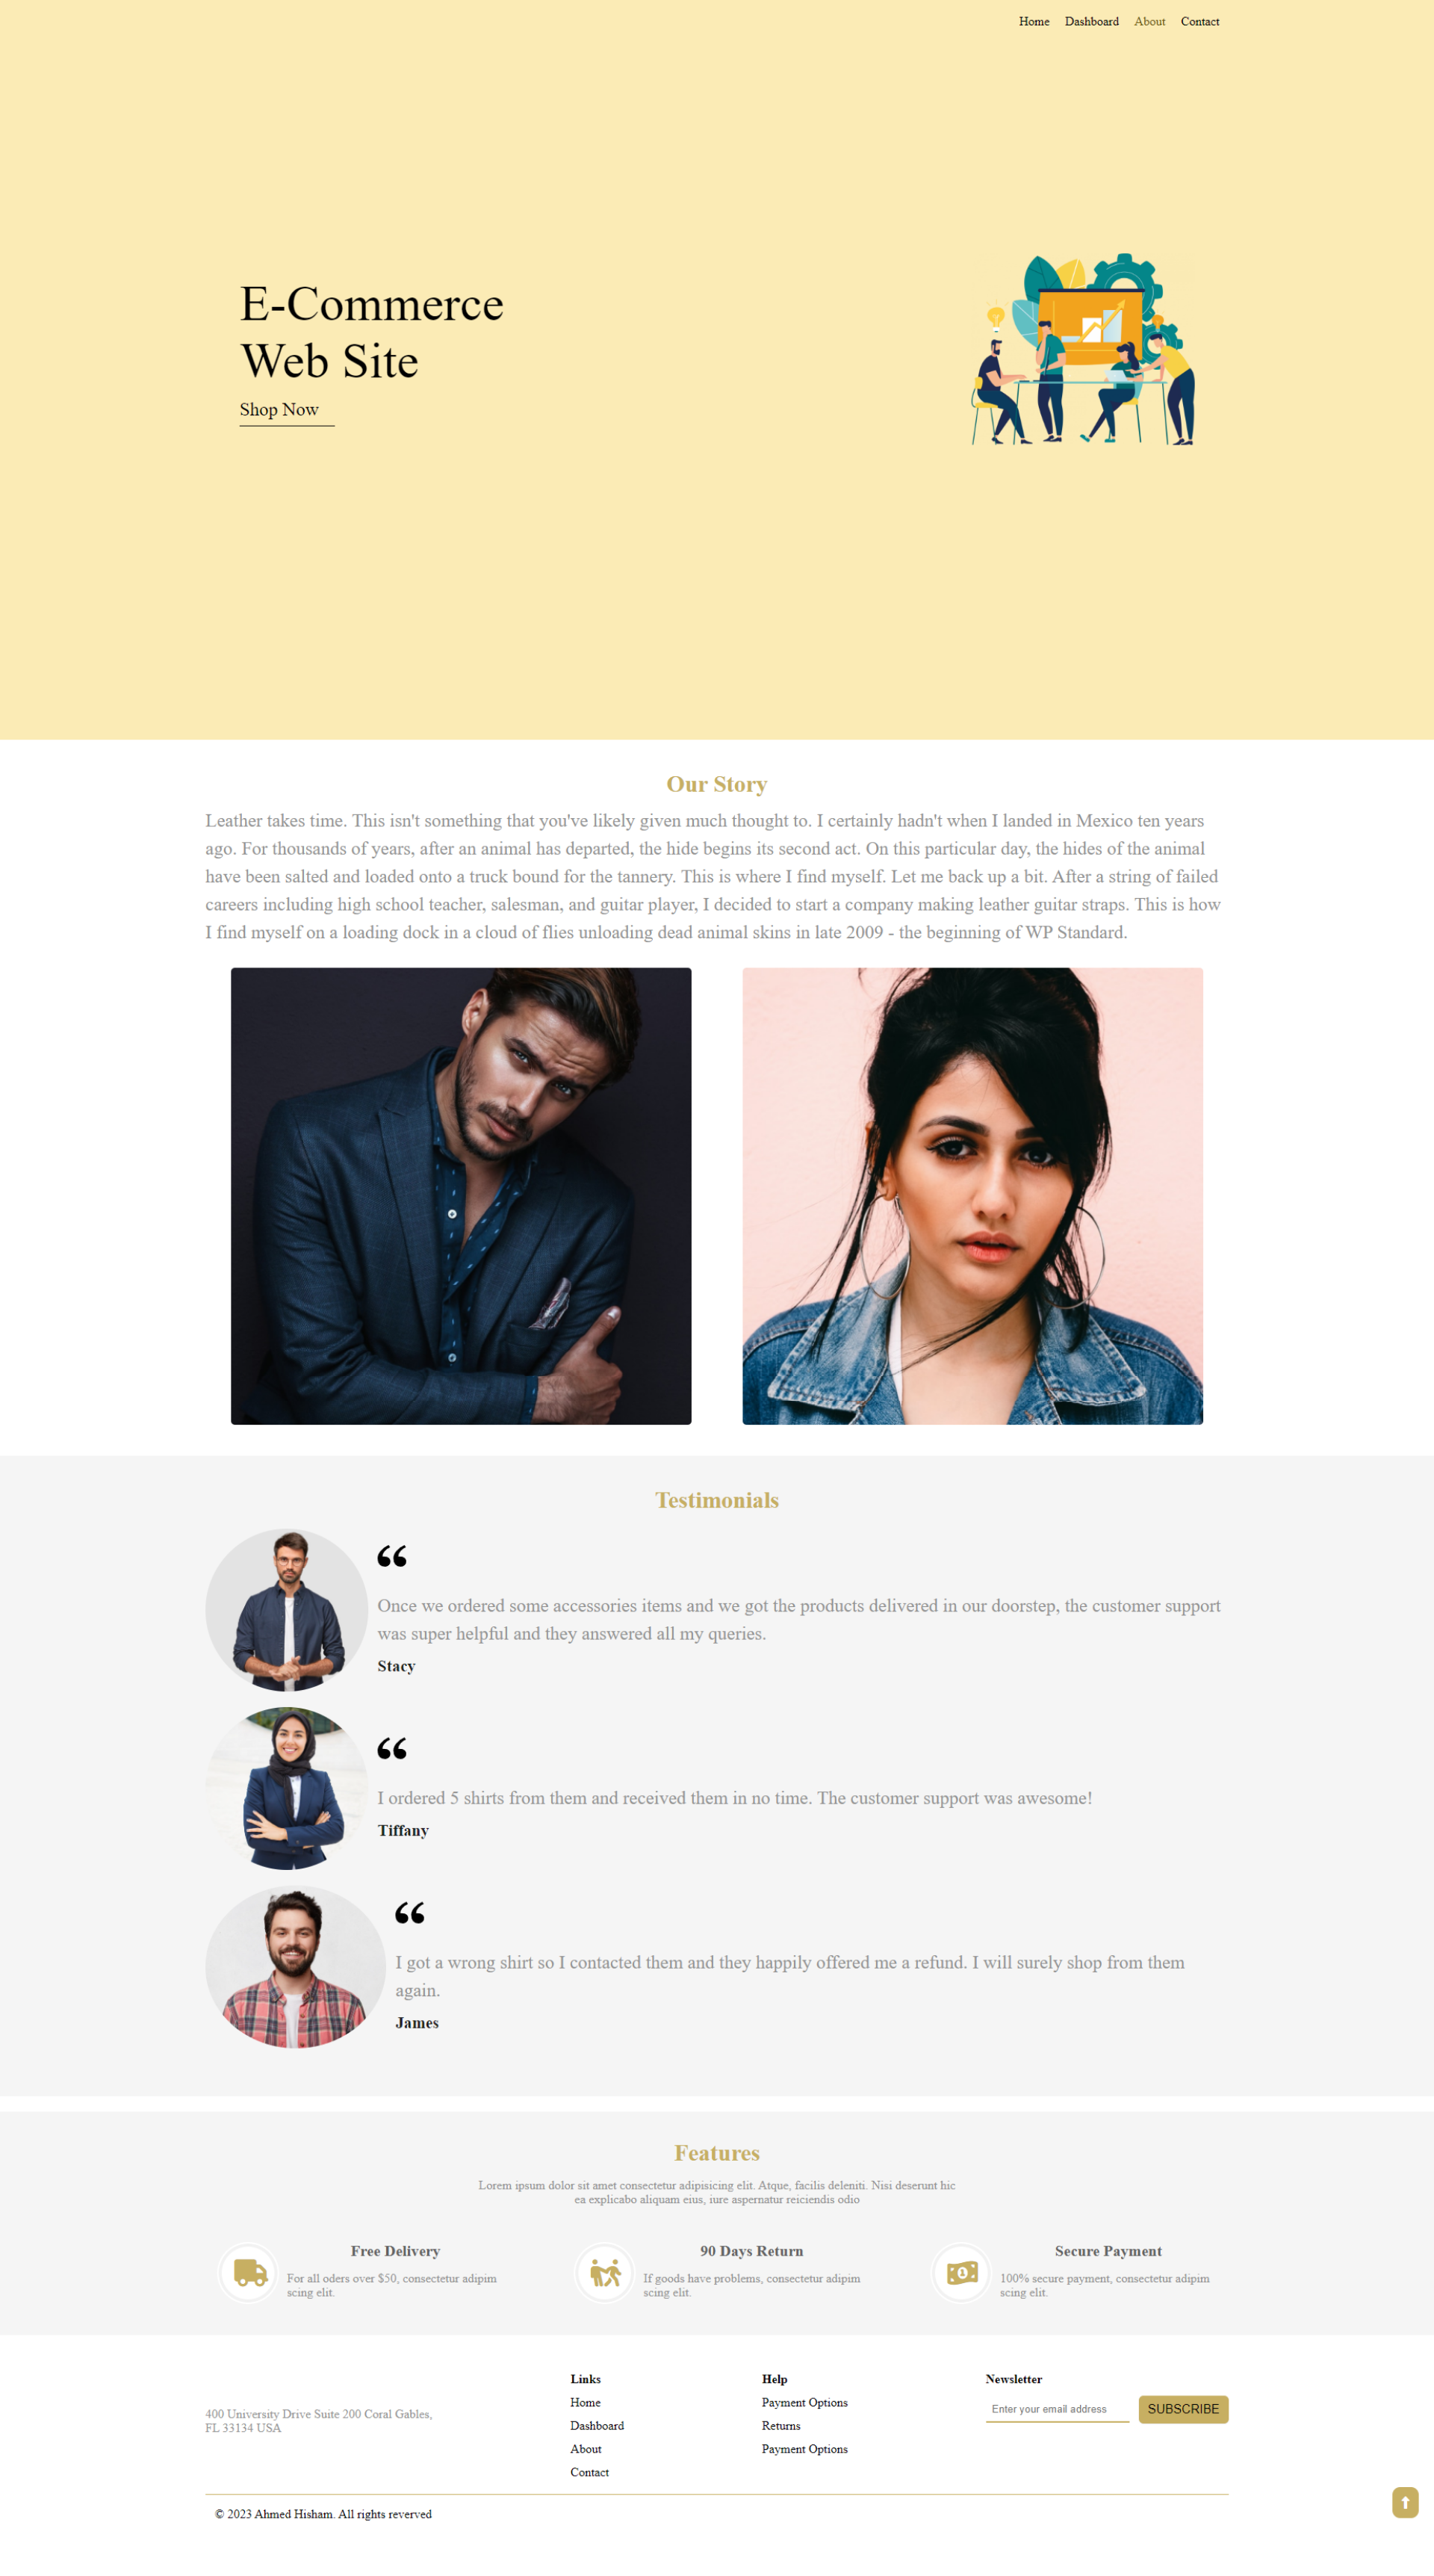 Home Dashboard About Contact
E-Commerce
Web Site
Shop Now
Our Story
Leather takes time. This isn't something that you've likely given much thought to. I certainly hadn't when I landed in Mexico ten years
ago. For thousands of years, after an animal has departed, the hide begins its second act. On this particular day, the hides of the animal
have been salted and loaded onto a truck bound for the tannery. This is where I find myself. Let me back up a bit. After a string of failed
careers including high school teacher, salesman, and guitar player, I decided to start a company making leather guitar straps. This is how
I find myself on a loading dock in a cloud of flies unloading dead animal skins in late 2009 - the beginning of WP Standard.
Testimonials
“
Once we ordered some accessories items and we got the products delivered in our doorstep, the customer support
was super helpful and they answered all my queries.
Stacy
“
I ordered 5 shirts from them and received them in no time. The customer support was awesome!
Tiffany
“
I got a wrong shirt so I contacted them and they happily offered me a refund. I will surely shop from them
again.
James
Features
Lorem ipsum dolor sit amet consectetur adipisicing elit. Atque, facilis deleniti. Nisi deserunt hic
ea explicabo aliquam eius, iure aspernatur reiciendis odio
Free Delivery
For all oders over $50, consectetur adipim
scing elit.
90 Days Return
If goods have problems, consectetur adipim
scing elit.
Secure Payment
100% secure payment, consectetur adipim
scing elit.
400 University Drive Suite 200 Coral Gables,
FL 33134 USA
Links
Home
Dashboard
About
Contact
Help
Payment Options
Returns
Payment Options
Newsletter
Enter your email address
SUBSCRIBE
© 2023 Ahmed Hisham. All rights reverved